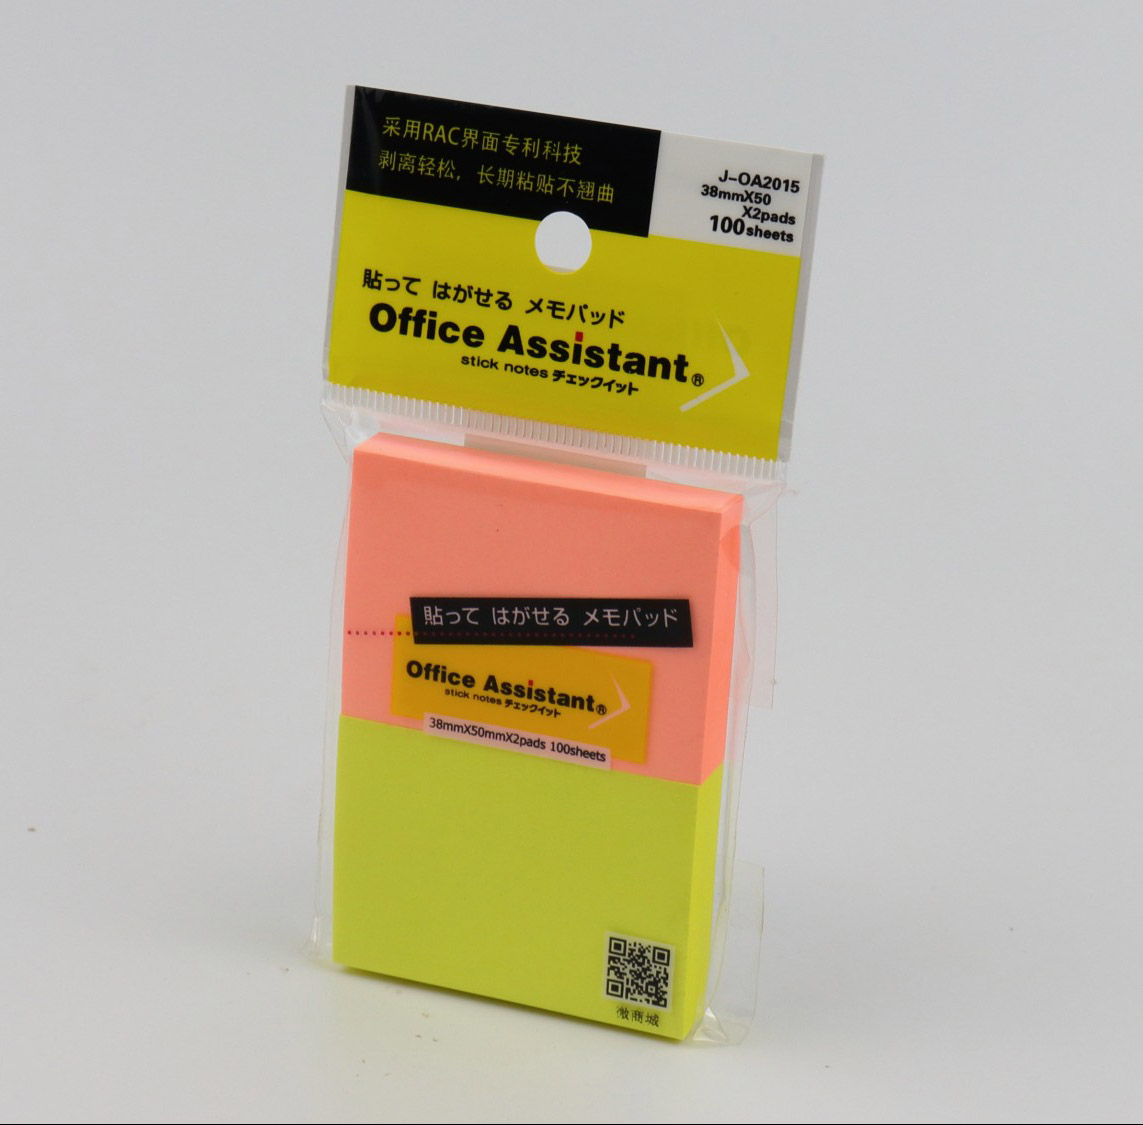 采用RAC界面专利科技
剥离轻松，长期粘贴不翘曲
J-OA2015
38mmX50
X2pads
100sheets
貼って はがせる メモパッド
Office Assistant®
stick notes チェックイット
貼って はがせる メモパッド
Office Assistant®
stick notes チェックイット
38mmX50mmX2pads 100sheets
微商城